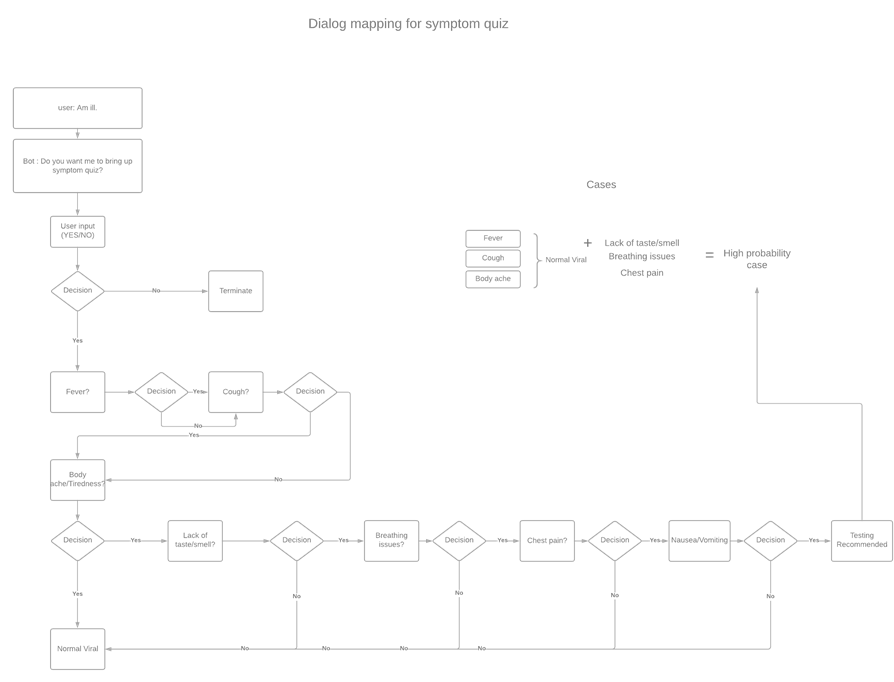 Dialog mapping for symptom quiz
user: Am ill.
Bot : Do you want me to bring up
symptom quiz?
User input
(YES/NO)
Decision
No
Terminate
Yes
Cases
Fever
Cough
Body ache
Normal Viral
+
Lack of taste/smell
Breathing issues
Chest pain
=
High probability
case
Fever?
Decision
Yes
Cough?
Decision
No
Yes
No
Body
ache/Tiredness?
Decision
Yes
Lack of
taste/smell?
Decision
Yes
Breathing
issues?
Decision
Yes
Chest pain?
Decision
Yes
Nausea/Vomiting
Decision
Yes
Testing
Recommended
Yes
No
No
No
No
Normal Viral
No
No
No
No